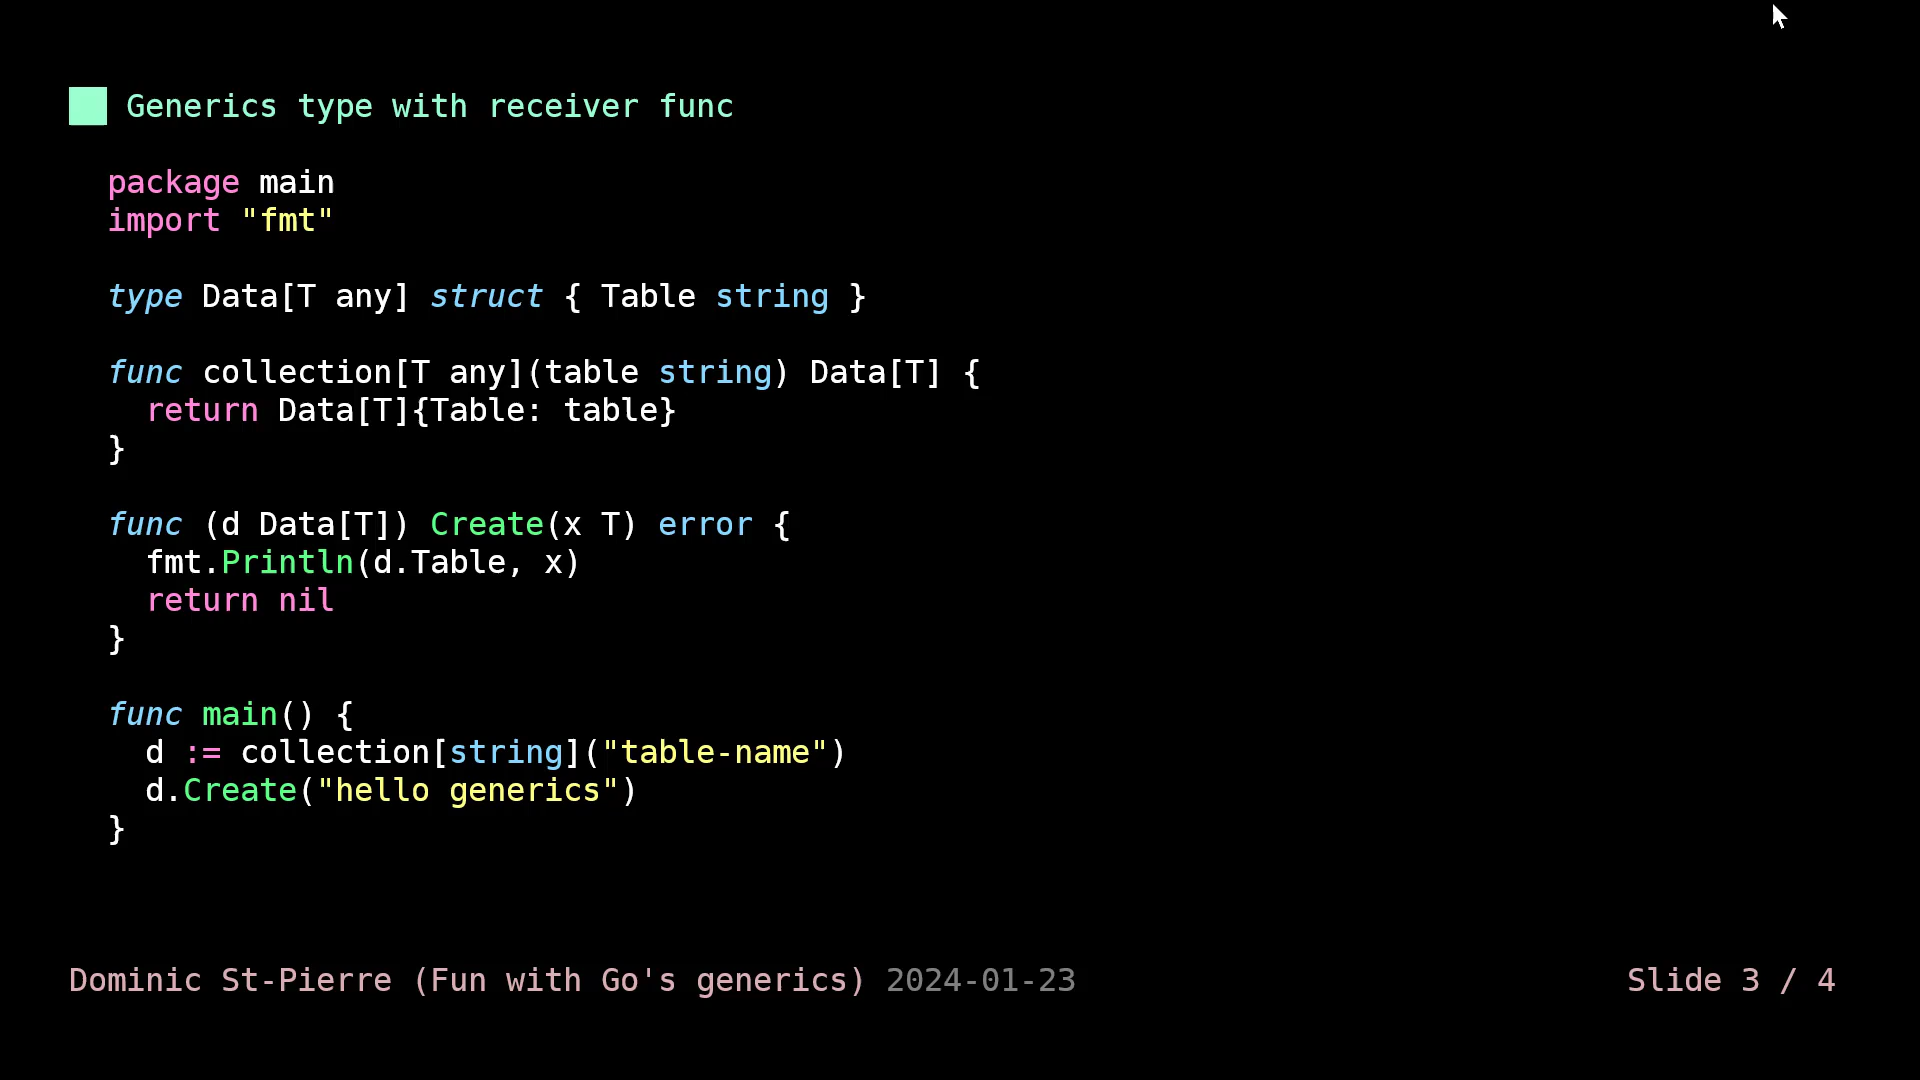 Generics type with receiver func
package main
import "fmt"
type Data[T any] struct { Table string }
func collection[T any](table string) Data[T] {
  return Data[T]{Table: table}
}
func (d Data[T]) Create(x T) error {
  fmt.Println(d.Table, x)
  return nil
}
func main() {
  d := collection[string]("table-name")
  d.Create("hello generics")
}
Dominic St-Pierre (Fun with Go's generics) 2024-01-23
Slide 3 / 4